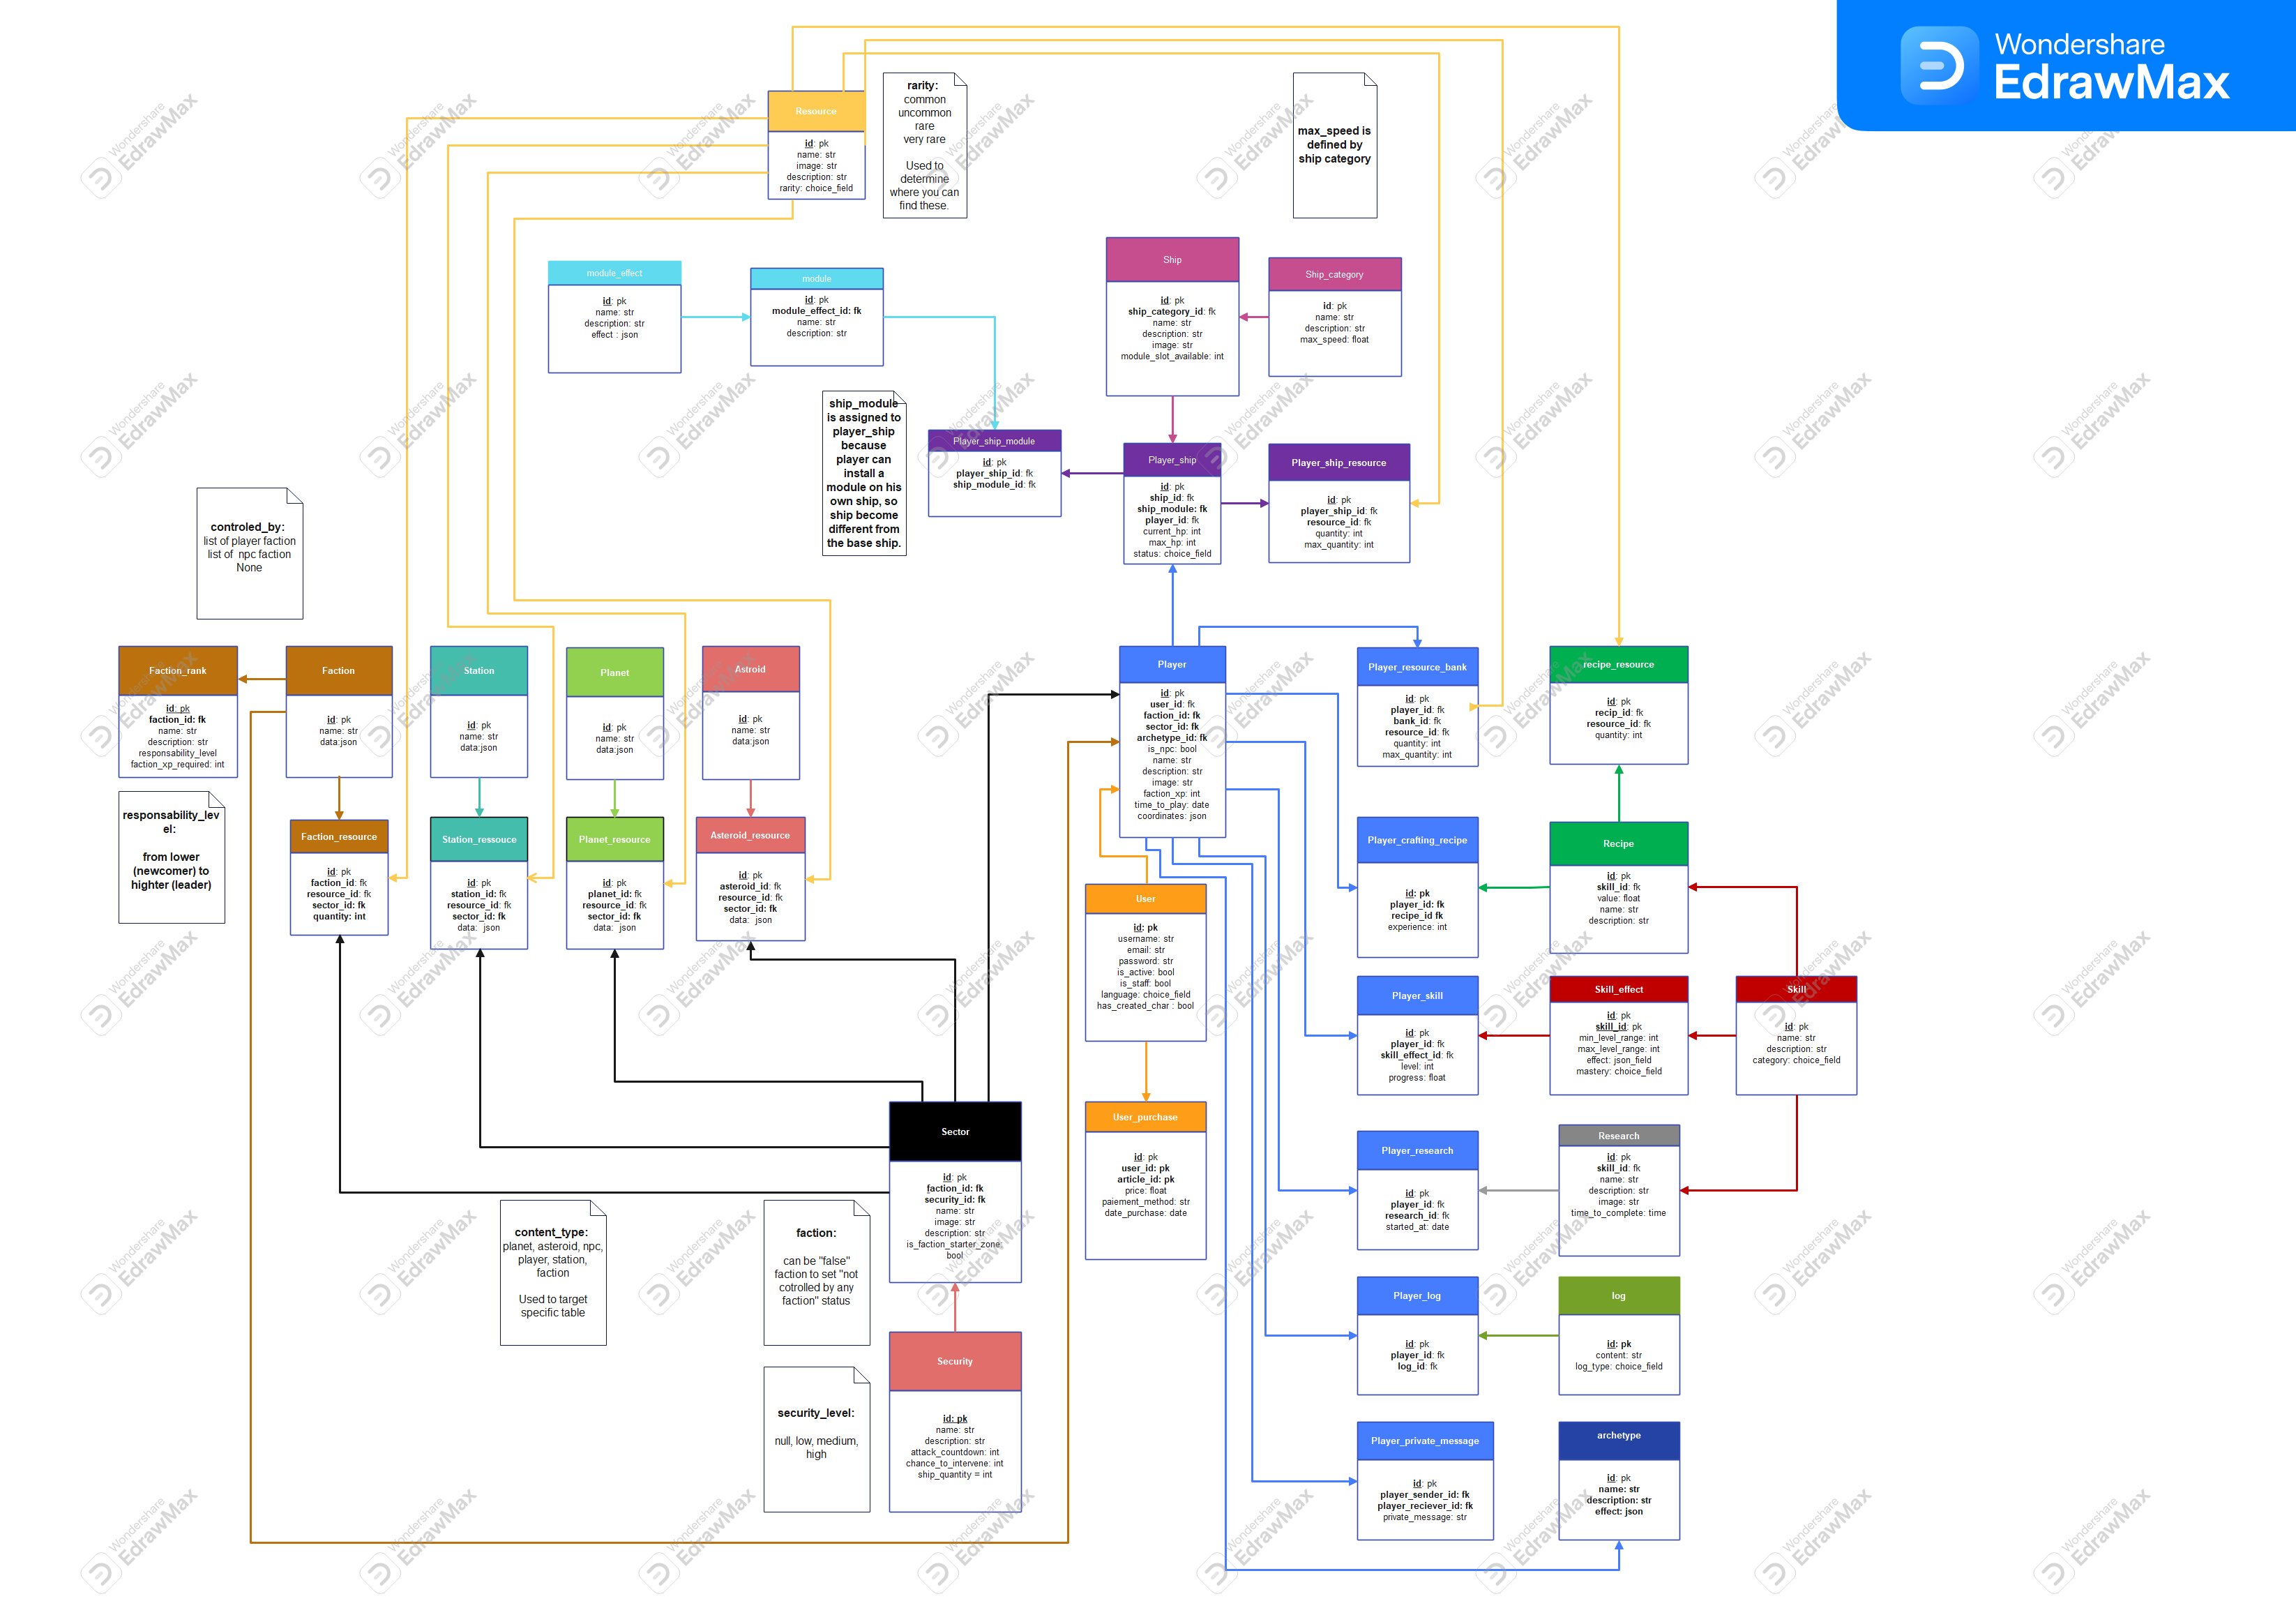 Wondershare
EdrawMax
Resource
id: pk
name: str
image: str
description: str
rarity: choice_field
rarity:
common
uncommon
rare
very rare
Used to
determine
where you can
find these.
max_speed is
defined by
ship category
module_effect
id: pk
name: str
description: str
effect : json
module
id: pk
module_effect_id: fk
name: str
description: str
Ship
id: pk
ship_category_id: fk
name: str
description: str
image: str
module_slot_available: int
Ship_category
id: pk
name: str
description: str
max_speed: float
ship_module
is assigned to
player_ship
because
player can
install a
module on his
own ship, so
ship become
different from
the base ship.
Player_ship_module
id: pk
player_ship_id: fk
ship_module_id: fk
Player_ship
id: pk
ship_id: fk
ship_module: fk
player_id: fk
current_hp: int
max_hp: int
status: choice_field
Player_ship_resource
id: pk
player_ship_id: fk
resource_id: fk
quantity: int
max_quantity: int
controled_by:
list of player faction
list of npc faction
None
Faction_rank
id: pk
faction_id: fk
name: str
description: str
responsability_level
faction_xp_required: int
Faction
id: pk
name: str
data:json
Station
id: pk
name: str
data:json
Planet
id: pk
name: str
data:json
Astroid
id: pk
name: str
data:json
Player
id: pk
user_id: fk
faction_id: fk
sector_id: fk
archetype_id: fk
is_npc: bool
name: str
description: str
image: str
faction_xp: int
time_to_play: date
coordinates: json
Player_resource_bank
id: pk
player_id: fk
bank_id: fk
resource_id: fk
quantity: int
max_quantity: int
recipe_resource
id: pk
recip_id: fk
resource_id: fk
quantity: int
responsability_lev
el:
from lower
(newcomer) to
highter (leader)
Faction_resource
id: pk
faction_id: fk
resource_id: fk
sector_id: fk
quantity: int
Station_ressouce
id: pk
station_id: fk
resource_id: fk
sector_id: fk
data: json
Planet_resource
id: pk
planet_id: fk
resource_id: fk
sector_id: fk
data: json
Asteroid_resource
id: pk
asteroid_id: fk
resource_id: fk
sector_id: fk
data: json
User
id: pk
username: str
email: str
password: str
is_active: bool
is_staff: bool
language: choice_field
has_created_char : bool
Player_crafting_recipe
id: pk
player_id: fk
recipe_id fk
experience: int
Recipe
id: pk
skill_id: fk
value: float
name: str
description: str
Player_skill
id: pk
player_id: fk
skill_effect_id: fk
level: int
progress: float
Skill_effect
id: pk
skill_id: pk
min_level_range: int
max_level_range: int
effect: json_field
mastery: choice_field
Skill
id: pk
name: str
description: str
category: choice_field
Sector
id: pk
faction_id: fk
security_id: fk
name: str
image: str
description: str
is_faction_starter_zone:
bool
User_purchase
id: pk
user_id: pk
article_id: pk
price: float
paiement_method: str
date_purchase: date
Player_research
id: pk
player_id: fk
research_id: fk
started_at: date
Research
id: pk
skill_id: fk
name: str
description: str
image: str
time_to_complete: time
content_type:
planet, asteroid, npc,
player, station,
faction
Used to target
specific table
faction:
can be "false"
faction to set "not
cotrolled by any
faction" status
Player_log
id: pk
player_id: fk
log_id: fk
log
id: pk
content: str
log_type: choice_field
security_level:
null, low, medium,
high
Security
id: pk
name: str
description: str
attack_countdown: int
chance_to_intervene: int
ship_quantity = int
Player_private_message
id: pk
player_sender_id: fk
player_reciever_id: fk
private_message: str
archetype
id: pk
name: str
description: str
effect: json